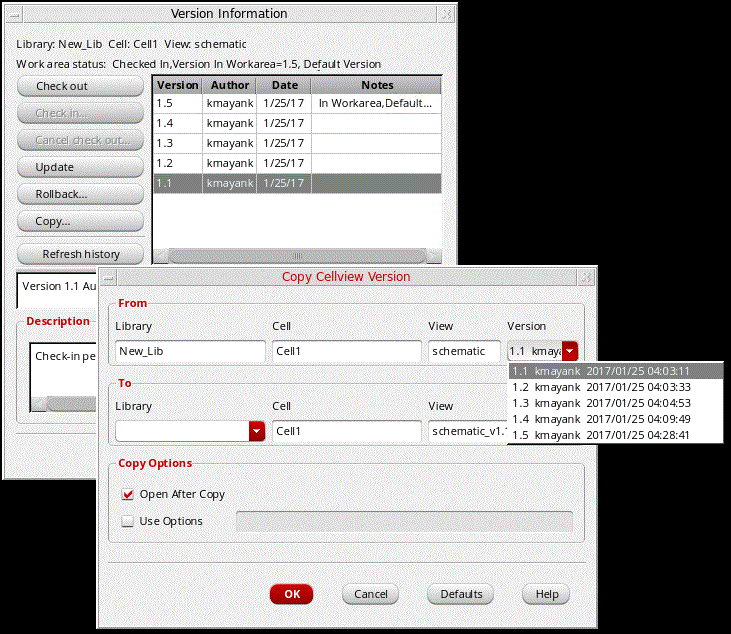 Version Information
Library: New_Lib Cell: Cell1 View: schematic
Work area status: Checked In,Version In Workarea=1.5, Default Version
Check out
Check in...
Cancel check out...
Update
Rollback...
Copy...
Refresh history
Version Author Date Notes
1.5 kmayank 1/25/17 In Workarea,Default...
1.4 kmayank 1/25/17
1.3 kmayank 1/25/17
1.2 kmayank 1/25/17
1.1 kmayank 1/25/17
Version 1.1 Au
Description
Check-in pe
Copy Cellview Version
From
Library Cell View Version
New_Lib Cell1 schematic 1.1 kmaya
1.1 kmayank 2017/01/25 04:03:11
1.2 kmayank 2017/01/25 04:03:33
1.3 kmayank 2017/01/25 04:04:53
1.4 kmayank 2017/01/25 04:09:49
1.5 kmayank 2017/01/25 04:28:41
To
Library Cell View
Cell1 schematic_v1.
Copy Options
Open After Copy
Use Options
OK Cancel Defaults Help